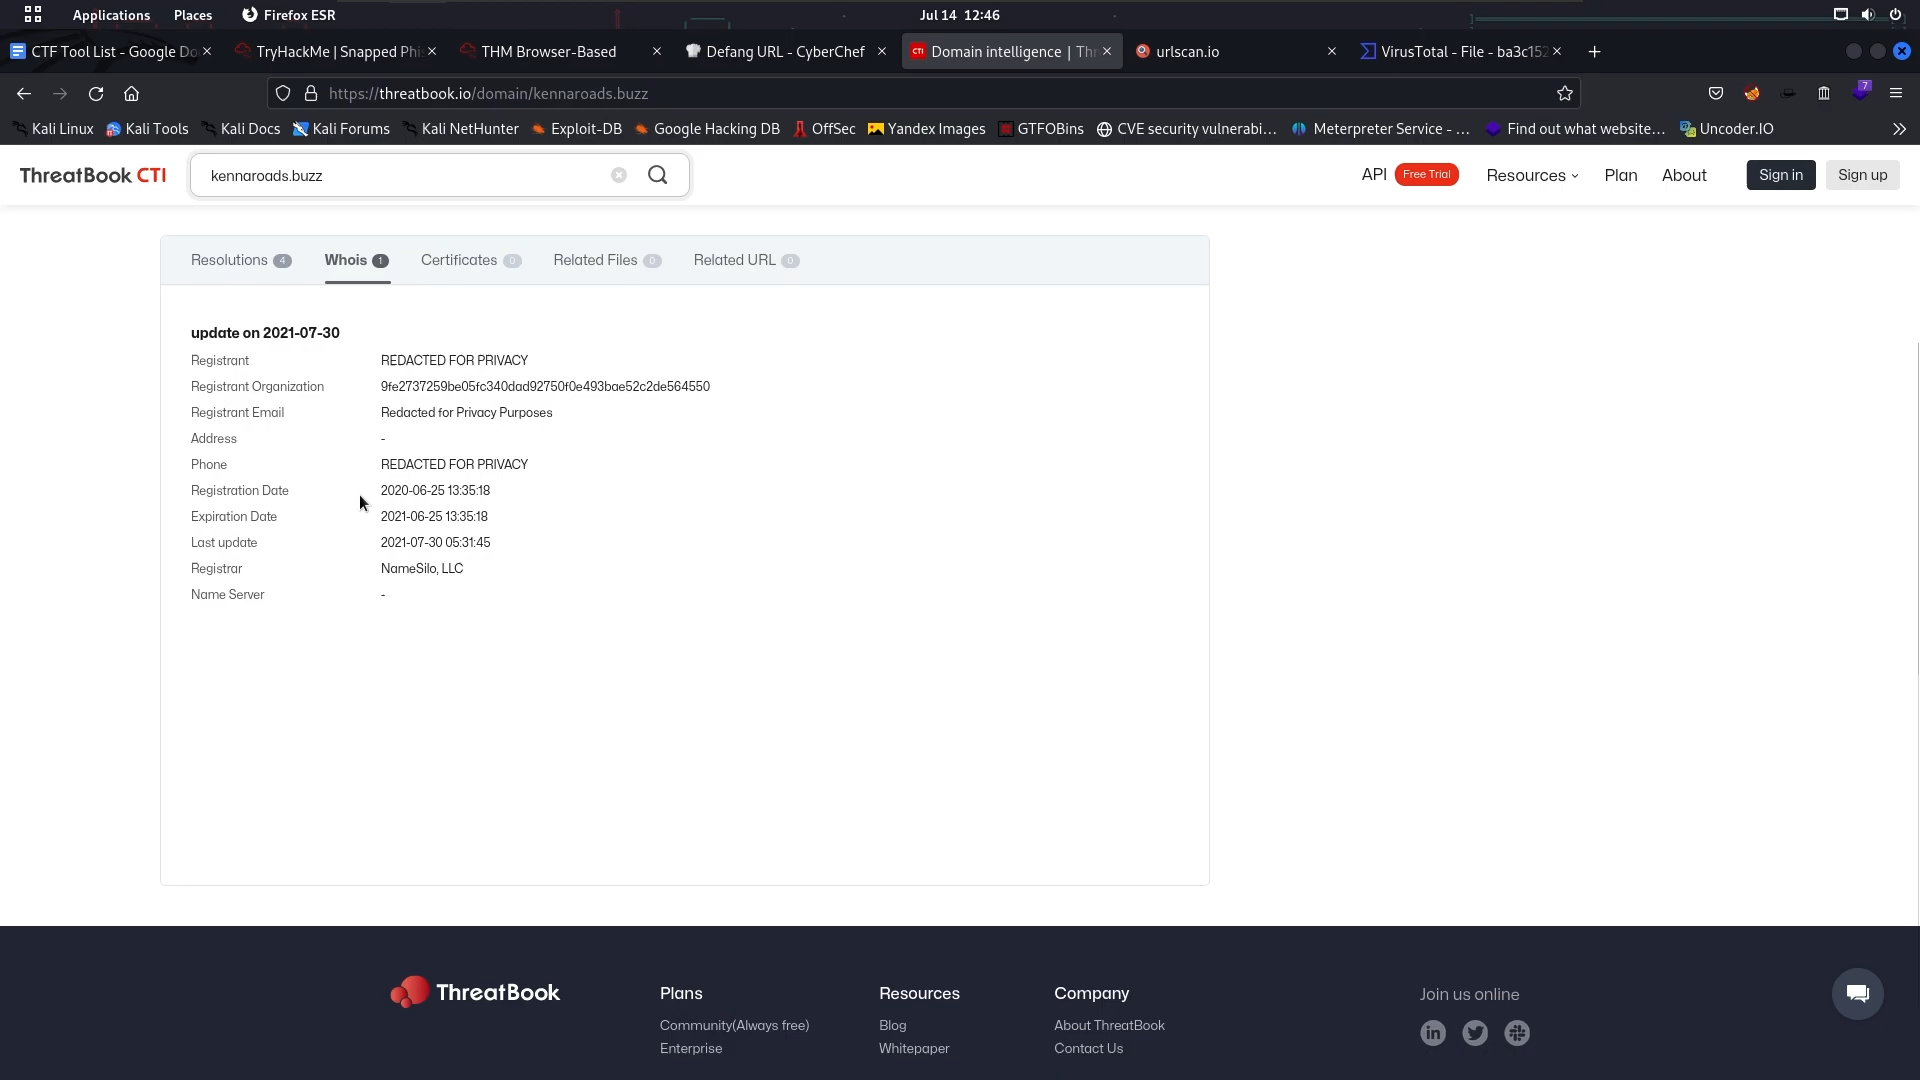 Applications Places Firefox ESR Jul 14 12:46
CTF Tool List - Google Do TryHackMe | Snapped Phi THM Browser-Based Defang URL - CyberChef CTI Domain intelligence | Thr urlscan.io VirusTotal - File - ba3c152
https://threatbook.io/domain/kennaroads.buzz 7
Kali Linux Kali Tools Kali Docs Kali Forums Kali NetHunter Exploit-DB Google Hacking DB OffSec Yandex Images GTFOBins CVE security vulnerabi… Meterpreter Service - … Find out what website… Uncoder.IO
ThreatBook CTI kennaroads.buzz API Free Trial Resources Plan About Sign in Sign up
Resolutions 4 Whois 1 Certificates 0 Related Files 0 Related URL 0
update on 2021-07-30
Registrant REDACTED FOR PRIVACY
Registrant Organization 9fe2737259be05fc340dad92750f0e493bae52c2de564550
Registrant Email Redacted for Privacy Purposes
Address -
Phone REDACTED FOR PRIVACY
Registration Date 2020-06-25 13:35:18
Expiration Date 2021-06-25 13:35:18
Last update 2021-07-30 05:31:45
Registrar NameSilo, LLC
Name Server -
ThreatBook Plans Resources Company Join us online
Community(Always free) Blog About ThreatBook
Enterprise Whitepaper Contact Us
in